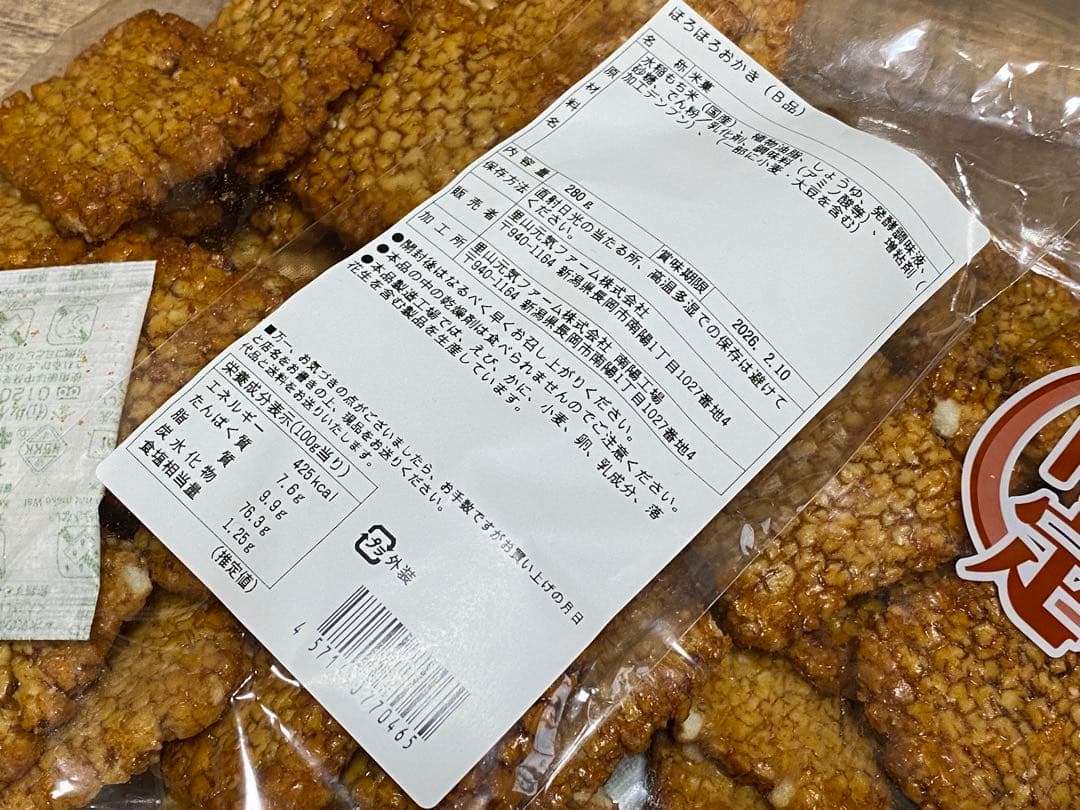 ほろほろおかき(B品)
名称 米菓
原材料名 水稲もち米(国産)、植物油脂、しょうゆ、発酵調味液、
砂糖、でん粉/乳化剤、調味料(アミノ酸等)、増粘剤(
加工デンプン)、(一部に小麦・大豆を含む)
内容量 280g 賞味期限 2026. 2.10
保存方法 直射日光の当たる所、高温多湿での保存は避けて
ください。
販売者 里山元気ファーム株式会社
〒940-1164 新潟県長岡市南陽1丁目1027番地4
加工所 里山元気ファーム株式会社 南陽工場
〒940-1164 新潟県長岡市南陽1丁目1027番地4
●開封後はなるべく早くお召し上がりください。
●本品の中の乾燥剤は食べられませんのでご注意ください。
●本品製造工場では、えび、かに、小麦、卵、乳成分、落
花生を含む製品を生産しています。
■万一、お気づきの点がございましたら、お手数ですがお買い上げの月日
と店名をお書きの上、現品をお送りください。
代品と送料をお送りいたします。
栄養成分表示(100g当り)
エネルギー 425kcal
たんぱく質 7.6g
脂質 9.9g
炭水化物 76.3g
食塩相当量 1.25g
(推定値)
プラ 外装